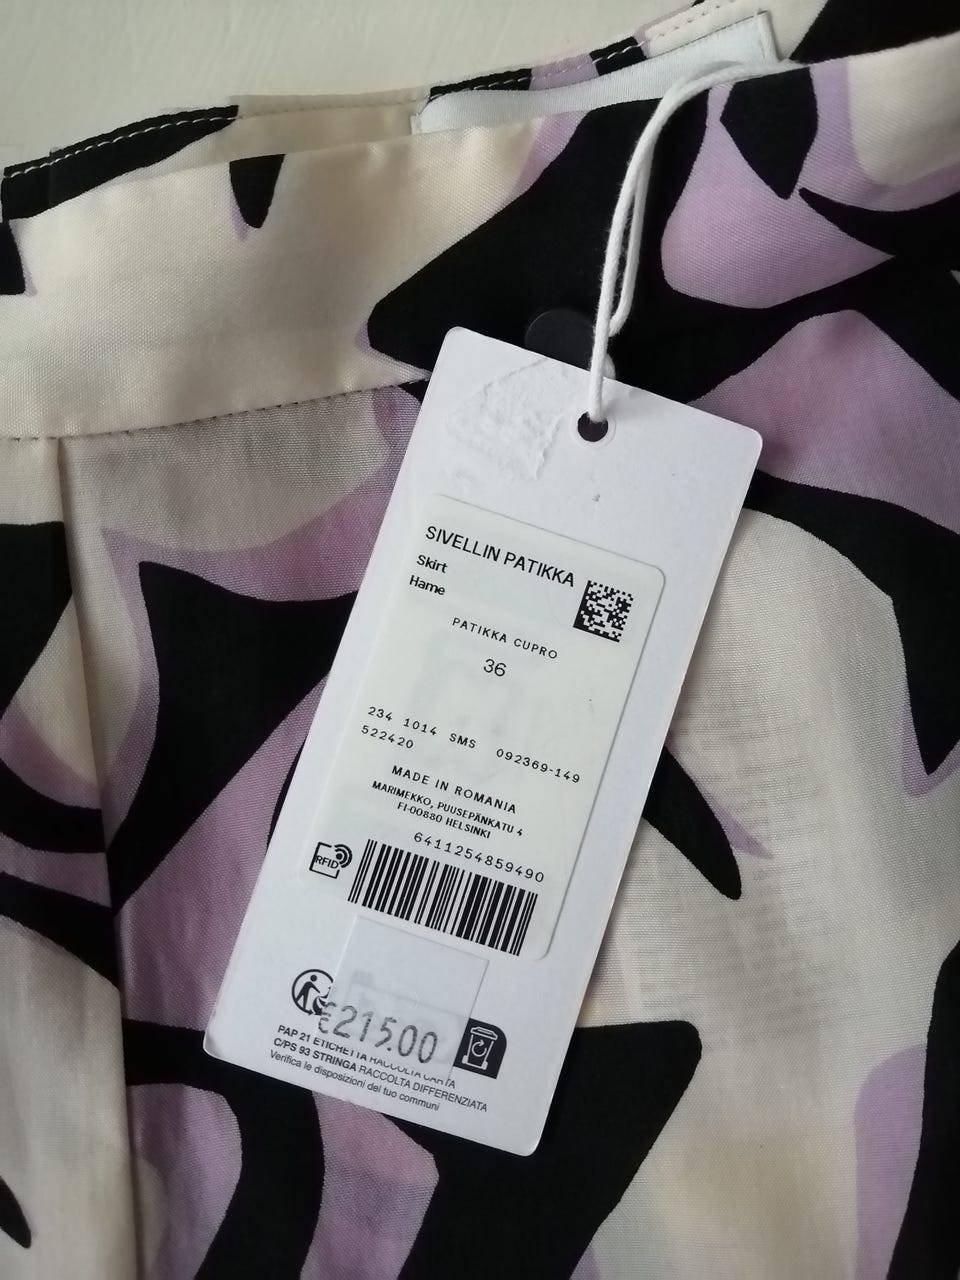 SIVELLIN PATIKKA
Skirt
Hame
PATIKKA CUPRO
36
234 1014 SMS 092369-149
522420
MADE IN ROMANIA
MARIMEKKO, PUUSEPÄNKATU 4
FI-00880 HELSINKI
6411254859490
RFID
€215.00
PAP 21 ETICHETTA RACCOLTA CARTA
C/PS 93 STRINGA RACCOLTA DIFFERENZIATA
Verifica le disposizioni del tuo communi